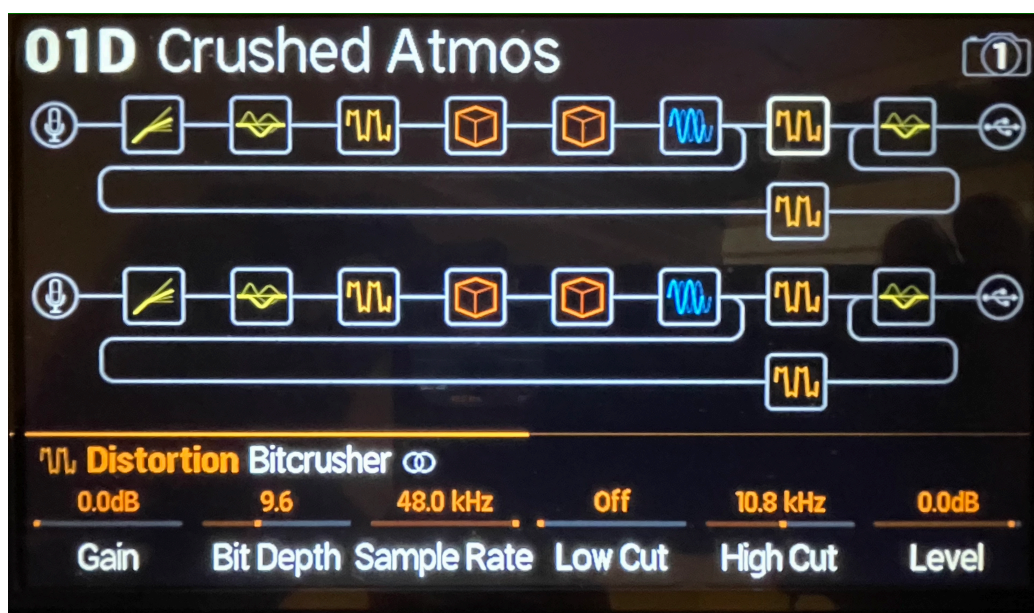 01D Crushed Atmos
1
Distortion Bitcrusher
0.0dB 9.6 48.0 kHz Off 10.8 kHz 0.0dB
Gain Bit Depth Sample Rate Low Cut High Cut Level